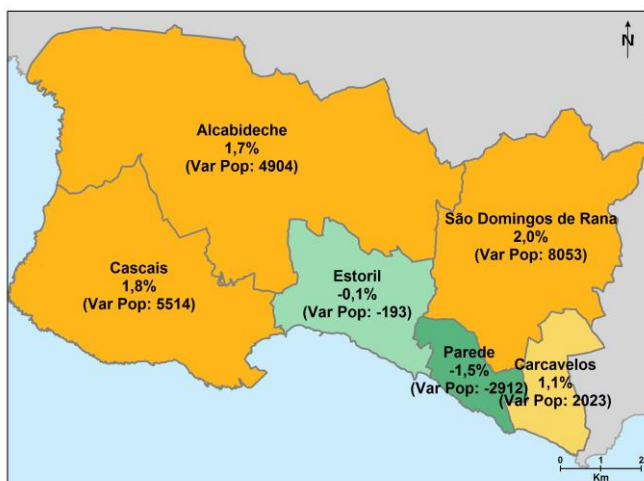 N
Alcabideche
1,7%
(Var Pop: 4904)
São Domingos de Rana
2,0%
(Var Pop: 8053)
Cascais
1,8%
(Var Pop: 5514)
Estoril
-0,1%
(Var Pop: -193)
Parede
-1,5%
(Var Pop: -2912)
Carcavelos
1,1%
(Var Pop: 2023)
0 1 2
Km